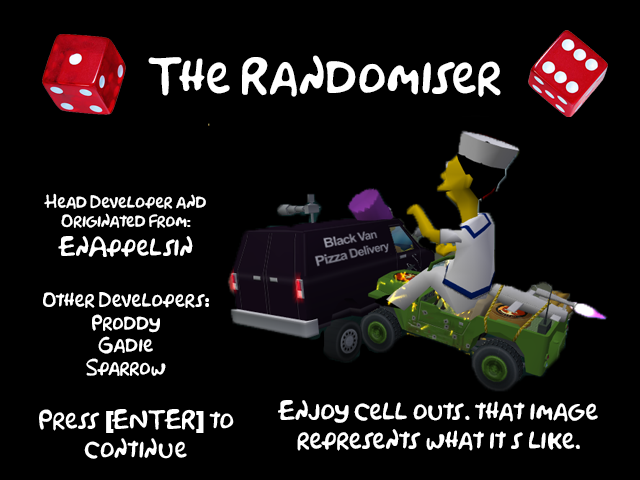 The Randomiser
Black Van
Pizza Delivery
Head Developer and
Originated From:
EnAppelsin
Other Developers:
Proddy
Gadie
Sparrow
Press [ENTER] to
continue
Enjoy cell outs. That image
represents what it s like.